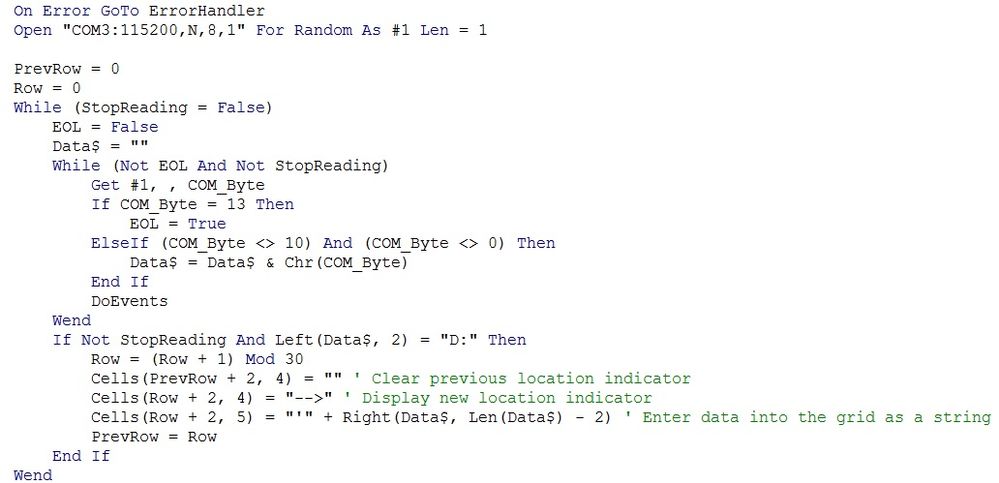 On Error GoTo ErrorHandler
Open "COM3:115200,N,8,1" For Random As #1 Len = 1

PrevRow = 0
Row = 0
While (StopReading = False)
    EOL = False
    Data$ = ""
    While (Not EOL And Not StopReading)
        Get #1, , COM_Byte
        If COM_Byte = 13 Then
            EOL = True
        ElseIf (COM_Byte <> 10) And (COM_Byte <> 0) Then
            Data$ = Data$ & Chr(COM_Byte)
        End If
        DoEvents
    Wend
    If Not StopReading And Left(Data$, 2) = "D:" Then
        Row = (Row + 1) Mod 30
        Cells(PrevRow + 2, 4) = "" ' Clear previous location indicator
        Cells(Row + 2, 4) = "-->" ' Display new location indicator
        Cells(Row + 2, 5) = "'" + Right(Data$, Len(Data$) - 2) ' Enter data into the grid as a string
        PrevRow = Row
    End If
Wend